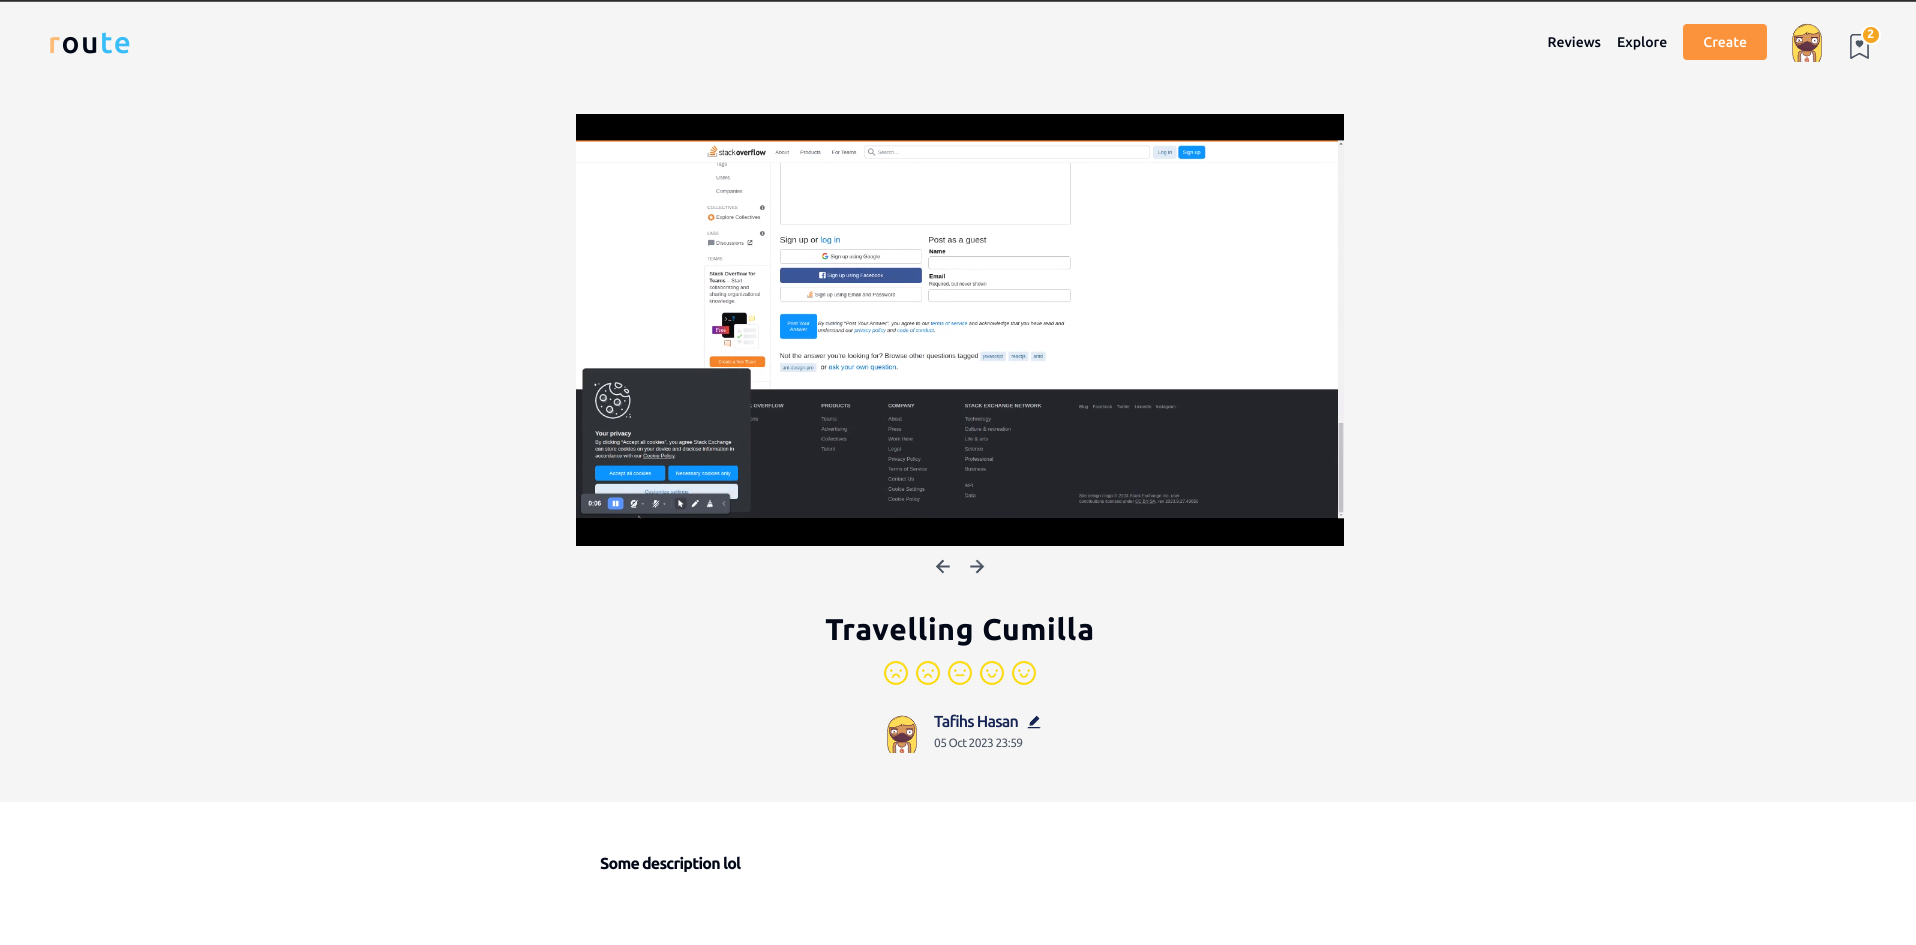 route
Reviews Explore Create 2
stackoverflow About Products For Teams Search... Log in Sign up
Tags
Users
Companies
COLLECTIVES
Explore Collectives
LABS
Discussions
TEAMS
Stack Overflow for
Teams – Start
collaborating and
sharing organizational
knowledge.
Free
Create a free Team
Sign up or log in
Sign up using Google
Sign up using Facebook
Sign up using Email and Password
Post as a guest
Name
Email
Required, but never shown
Post Your
Answer
By clicking “Post Your Answer”, you agree to our terms of service and acknowledge that you have read and
understand our privacy policy and code of conduct.
Not the answer you're looking for? Browse other questions tagged javascript reactjs antd
ant-design-pro or ask your own question.
Your privacy
By clicking “Accept all cookies”, you agree Stack Exchange
can store cookies on your device and disclose information in
accordance with our Cookie Policy.
Accept all cookies Necessary cookies only
Customize settings
0:06
OVERFLOW
PRODUCTS
Teams
Advertising
Collectives
Talent
COMPANY
About
Press
Work Here
Legal
Privacy Policy
Terms of Service
Contact Us
Cookie Settings
Cookie Policy
STACK EXCHANGE NETWORK
Technology
Culture & recreation
Life & arts
Science
Professional
Business
API
Data
Blog Facebook Twitter LinkedIn Instagram
Travelling Cumilla
Tafihs Hasan
05 Oct 2023 23:59
Some description lol